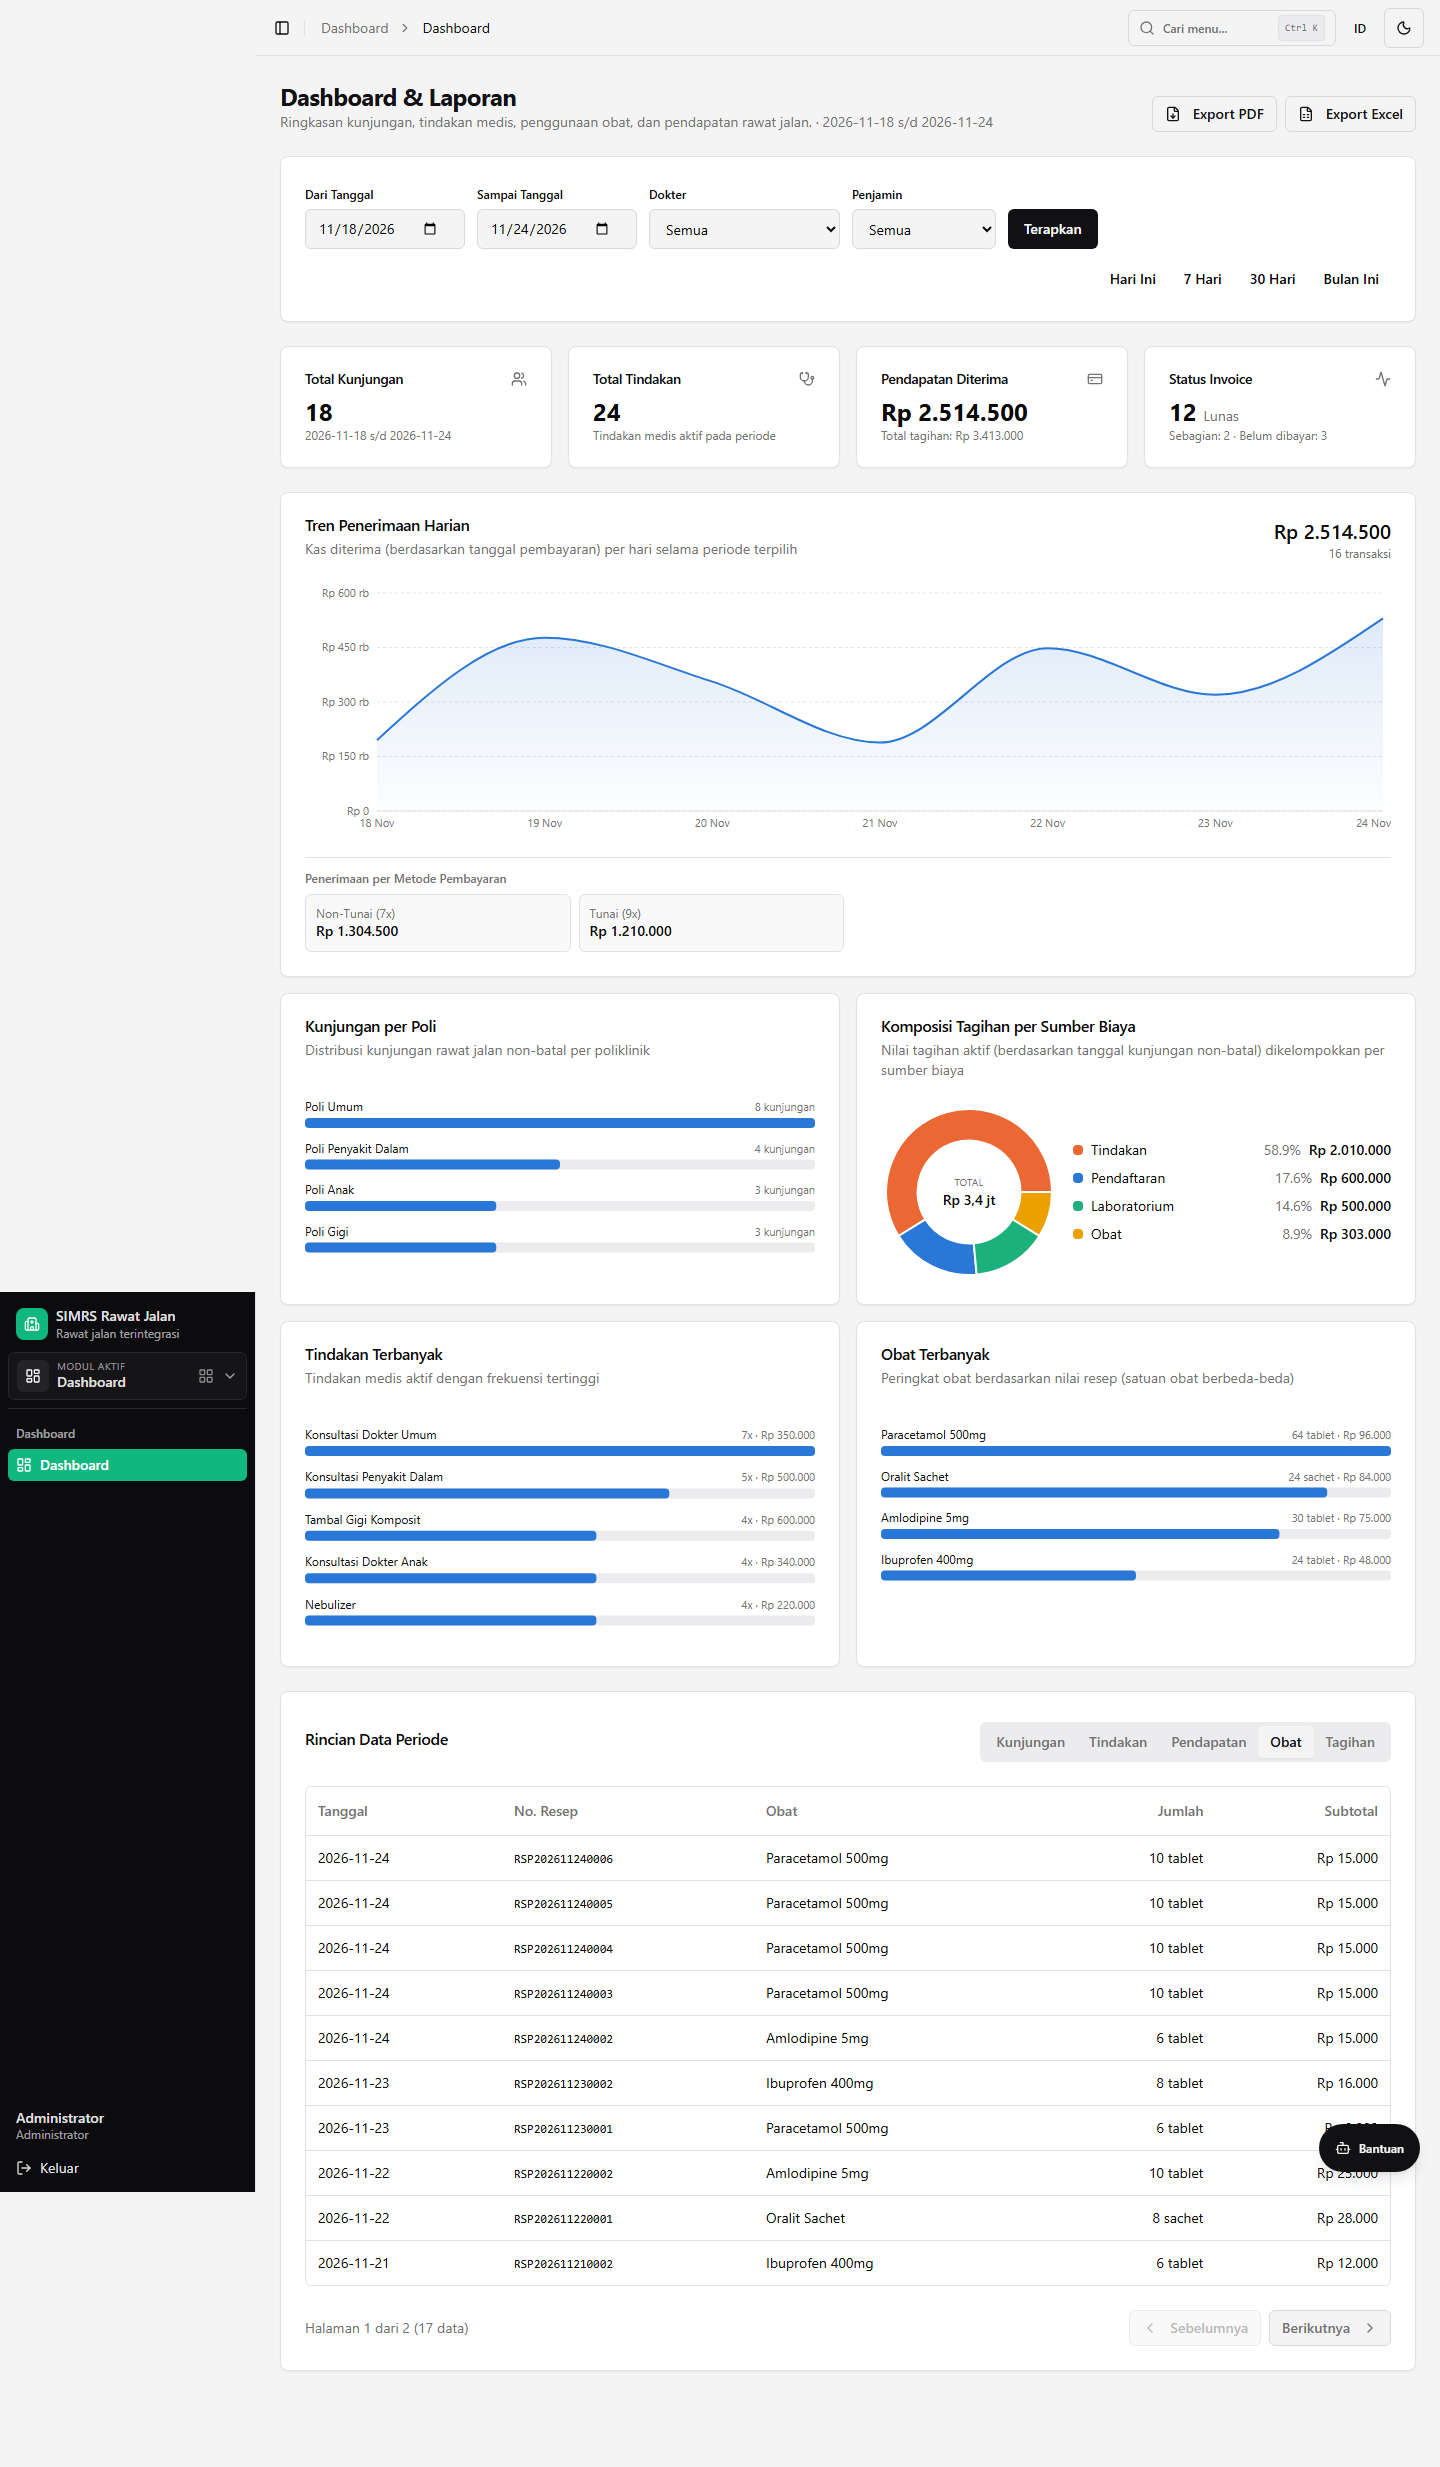 Dashboard > Dashboard
Cari menu... Ctrl K
ID
Dashboard & Laporan
Ringkasan kunjungan, tindakan medis, penggunaan obat, dan pendapatan rawat jalan. · 2026-11-18 s/d 2026-11-24
Export PDF
Export Excel
Dari Tanggal
11/18/2026
Sampai Tanggal
11/24/2026
Dokter
Semua
Penjamin
Semua
Terapkan
Hari Ini
7 Hari
30 Hari
Bulan Ini
Total Kunjungan
18
2026-11-18 s/d 2026-11-24
Total Tindakan
24
Tindakan medis aktif pada periode
Pendapatan Diterima
Rp 2.514.500
Total tagihan: Rp 3.413.000
Status Invoice
12 Lunas
Sebagian: 2 · Belum dibayar: 3
Tren Penerimaan Harian
Kas diterima (berdasarkan tanggal pembayaran) per hari selama periode terpilih
Rp 2.514.500
16 transaksi
Rp 600 rb
Rp 450 rb
Rp 300 rb
Rp 150 rb
Rp 0
18 Nov
19 Nov
20 Nov
21 Nov
22 Nov
23 Nov
24 Nov
Penerimaan per Metode Pembayaran
Non-Tunai (7x)
Rp 1.304.500
Tunai (9x)
Rp 1.210.000
Kunjungan per Poli
Distribusi kunjungan rawat jalan non-batal per poliklinik
Poli Umum 8 kunjungan
Poli Penyakit Dalam 4 kunjungan
Poli Anak 3 kunjungan
Poli Gigi 3 kunjungan
Komposisi Tagihan per Sumber Biaya
Nilai tagihan aktif (berdasarkan tanggal kunjungan non-batal) dikelompokkan per
sumber biaya
TOTAL
Rp 3,4 jt
Tindakan 58.9% Rp 2.010.000
Pendaftaran 17.6% Rp 600.000
Laboratorium 14.6% Rp 500.000
Obat 8.9% Rp 303.000
SIMRS Rawat Jalan
Rawat jalan terintegrasi
MODUL AKTIF
Dashboard
Dashboard
Dashboard
Administrator
Administrator
Keluar
Tindakan Terbanyak
Tindakan medis aktif dengan frekuensi tertinggi
Konsultasi Dokter Umum 7x · Rp 350.000
Konsultasi Penyakit Dalam 5x · Rp 500.000
Tambal Gigi Komposit 4x · Rp 600.000
Konsultasi Dokter Anak 4x · Rp 340.000
Nebulizer 4x · Rp 220.000
Obat Terbanyak
Peringkat obat berdasarkan nilai resep (satuan obat berbeda-beda)
Paracetamol 500mg 64 tablet · Rp 96.000
Oralit Sachet 24 sachet · Rp 84.000
Amlodipine 5mg 30 tablet · Rp 75.000
Ibuprofen 400mg 24 tablet · Rp 48.000
Rincian Data Periode
Kunjungan Tindakan Pendapatan Obat Tagihan
Tanggal No. Resep Obat Jumlah Subtotal
2026-11-24 RSP202611240006 Paracetamol 500mg 10 tablet Rp 15.000
2026-11-24 RSP202611240005 Paracetamol 500mg 10 tablet Rp 15.000
2026-11-24 RSP202611240004 Paracetamol 500mg 10 tablet Rp 15.000
2026-11-24 RSP202611240003 Paracetamol 500mg 10 tablet Rp 15.000
2026-11-24 RSP202611240002 Amlodipine 5mg 6 tablet Rp 15.000
2026-11-23 RSP202611230002 Ibuprofen 400mg 8 tablet Rp 16.000
2026-11-23 RSP202611230001 Paracetamol 500mg 6 tablet
Bantuan
2026-11-22 RSP202611220002 Amlodipine 5mg 10 tablet Rp 25.000
2026-11-22 RSP202611220001 Oralit Sachet 8 sachet Rp 28.000
2026-11-21 RSP202611210002 Ibuprofen 400mg 6 tablet Rp 12.000
Halaman 1 dari 2 (17 data)
Sebelumnya
Berikutnya